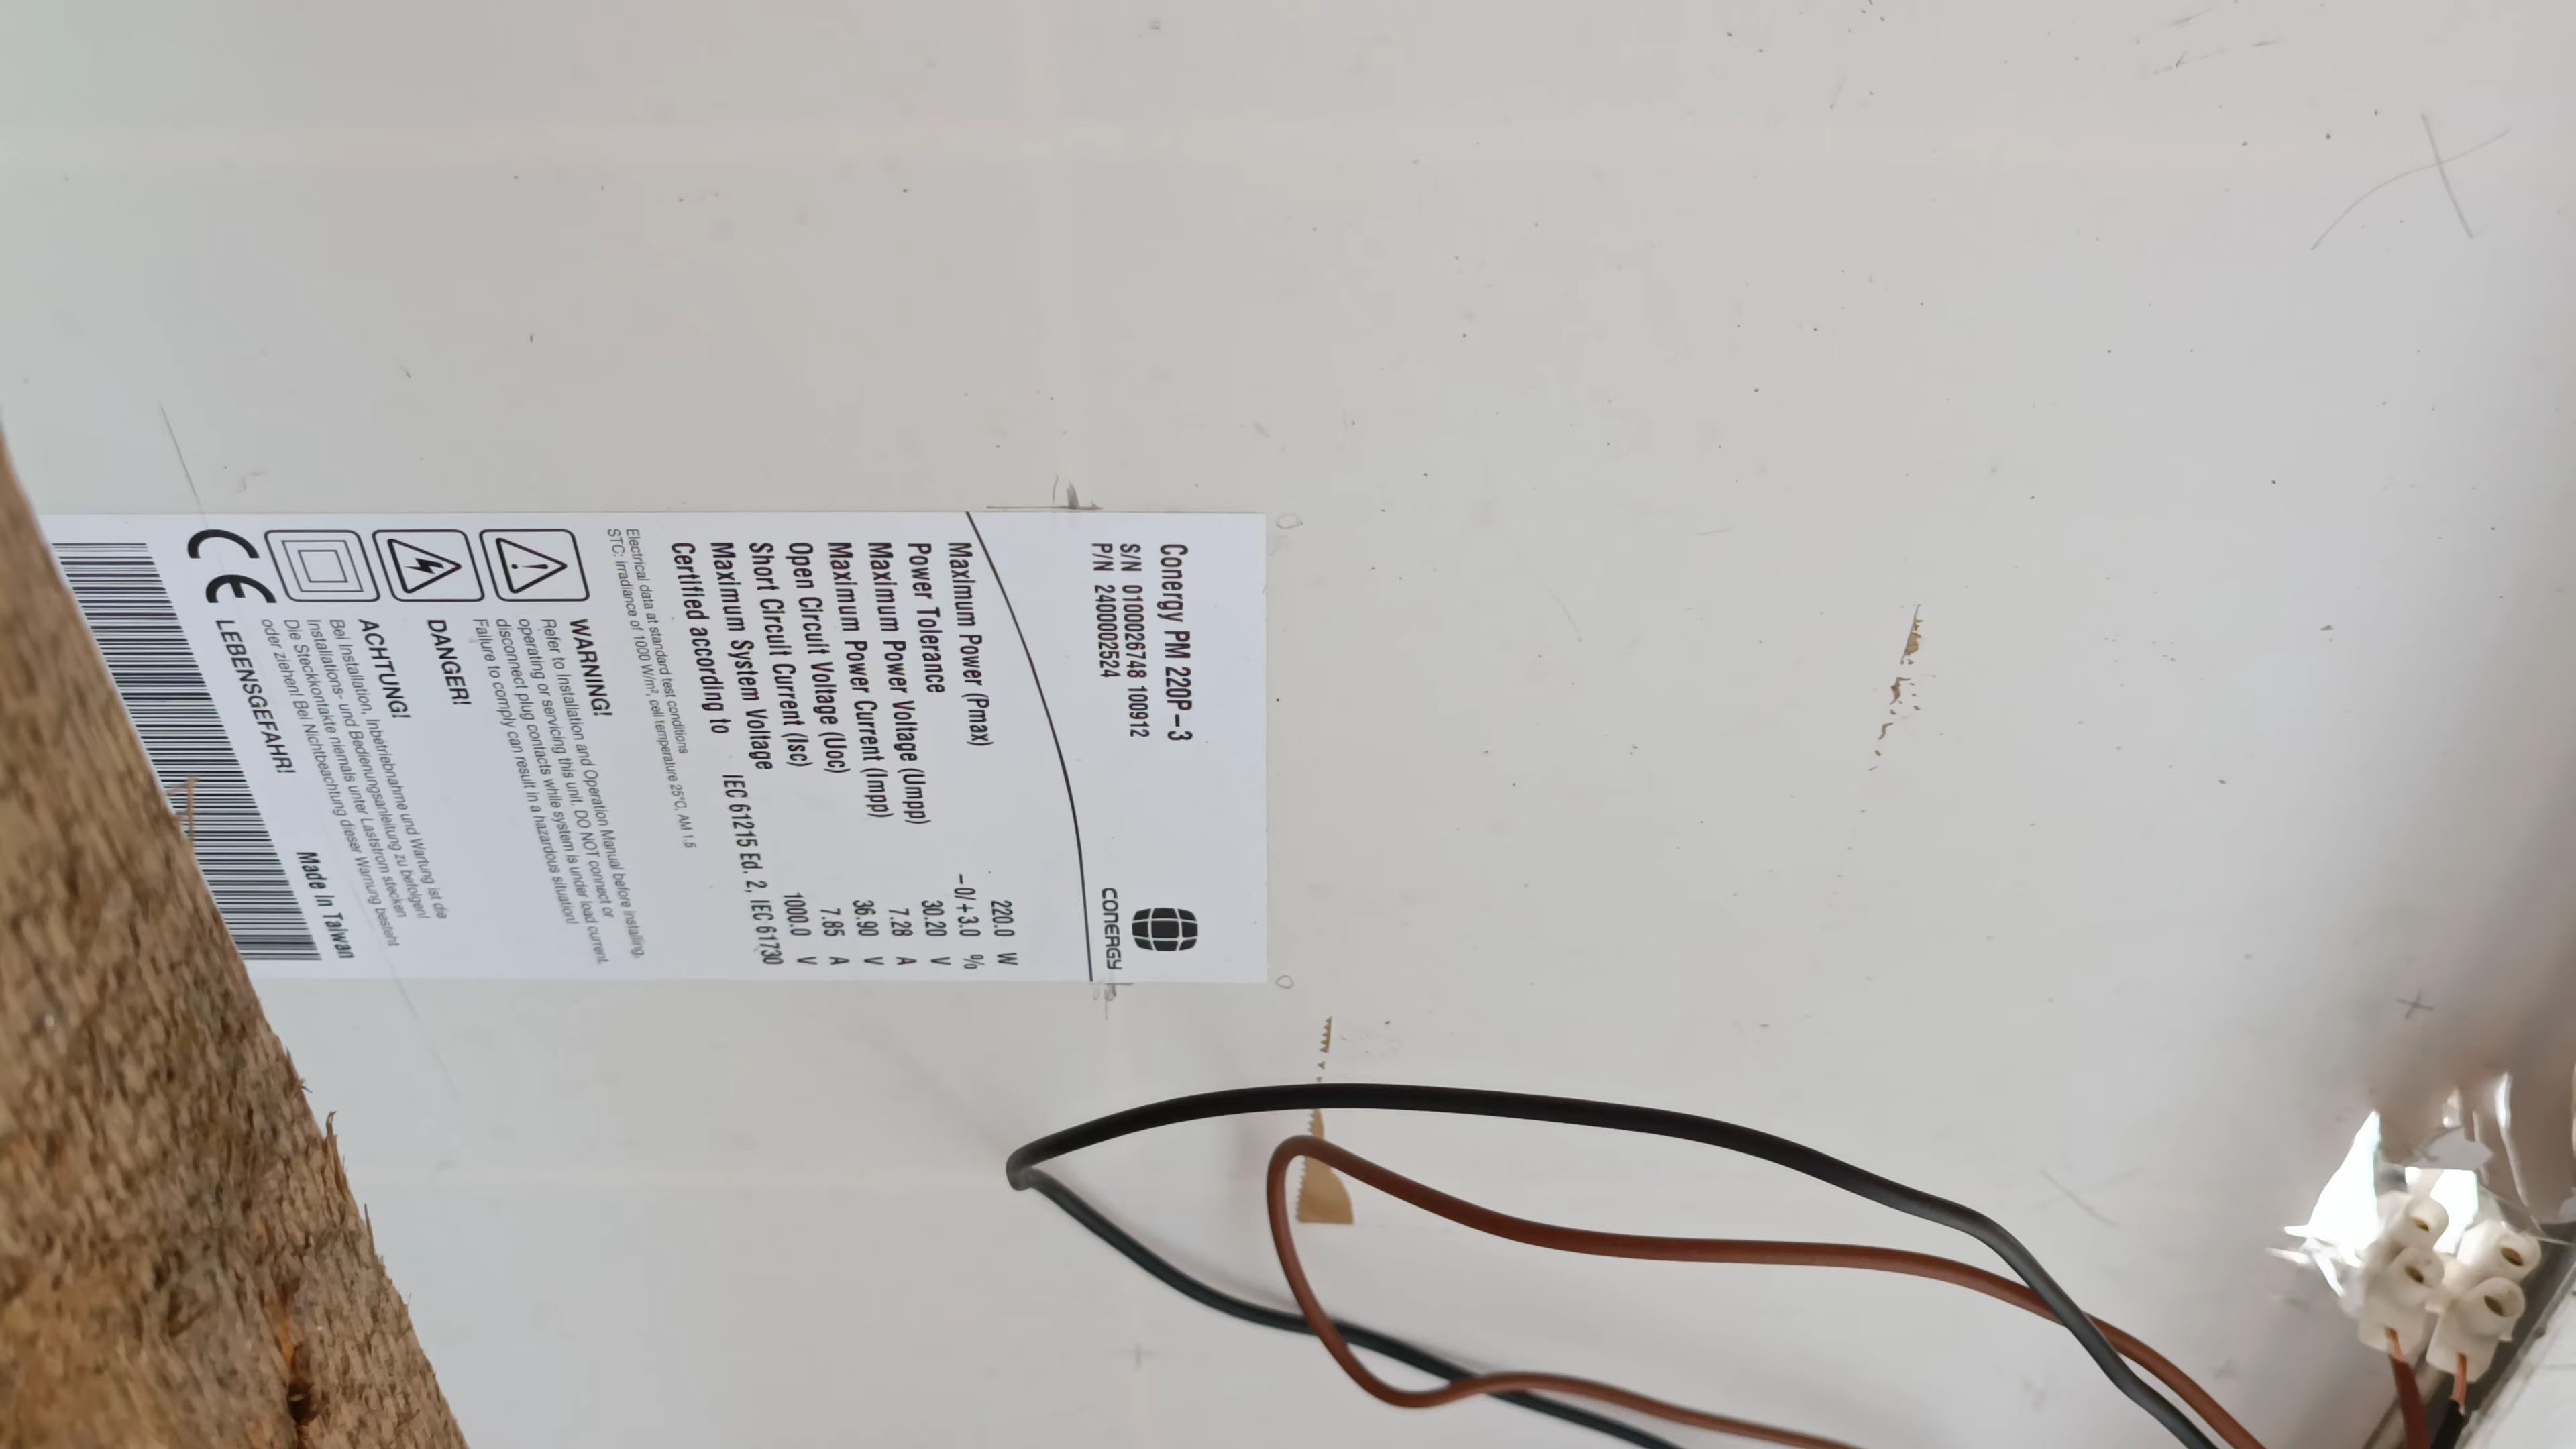 Conergy PM 220P-3
S/N 0100026748 100912
P/N 2400002524
CONERGY
Maximum Power (Pmax) 220.0 W
Power Tolerance -0/+3.0 %
Maximum Power Voltage (Umpp) 30.20 V
Maximum Power Current (Impp) 7.28 A
Open Circuit Voltage (Uoc) 36.90 V
Short Circuit Current (Isc) 7.85 A
Maximum System Voltage 1000.0 V
Certified according to IEC 61215 Ed. 2, IEC 61730
Electrical data at standard test conditions
STC: irradiance of 1000 W/m², cell temperature 25°C, AM 1.5
WARNING!
Refer to Installation and Operation Manual before installing,
operating or servicing this unit. DO NOT connect or
disconnect plug contacts while system is under load current.
Failure to comply can result in a hazardous situation!
DANGER!
ACHTUNG!
Bei Installation, Inbetriebnahme und Wartung ist die
Installations- und Bedienungsanleitung zu befolgen!
Die Steckkontakte niemals unter Laststrom stecken
oder ziehen! Bei Nichtbeachtung dieser Warnung besteht
LEBENSGEFAHR!
CE
Made in Taiwan